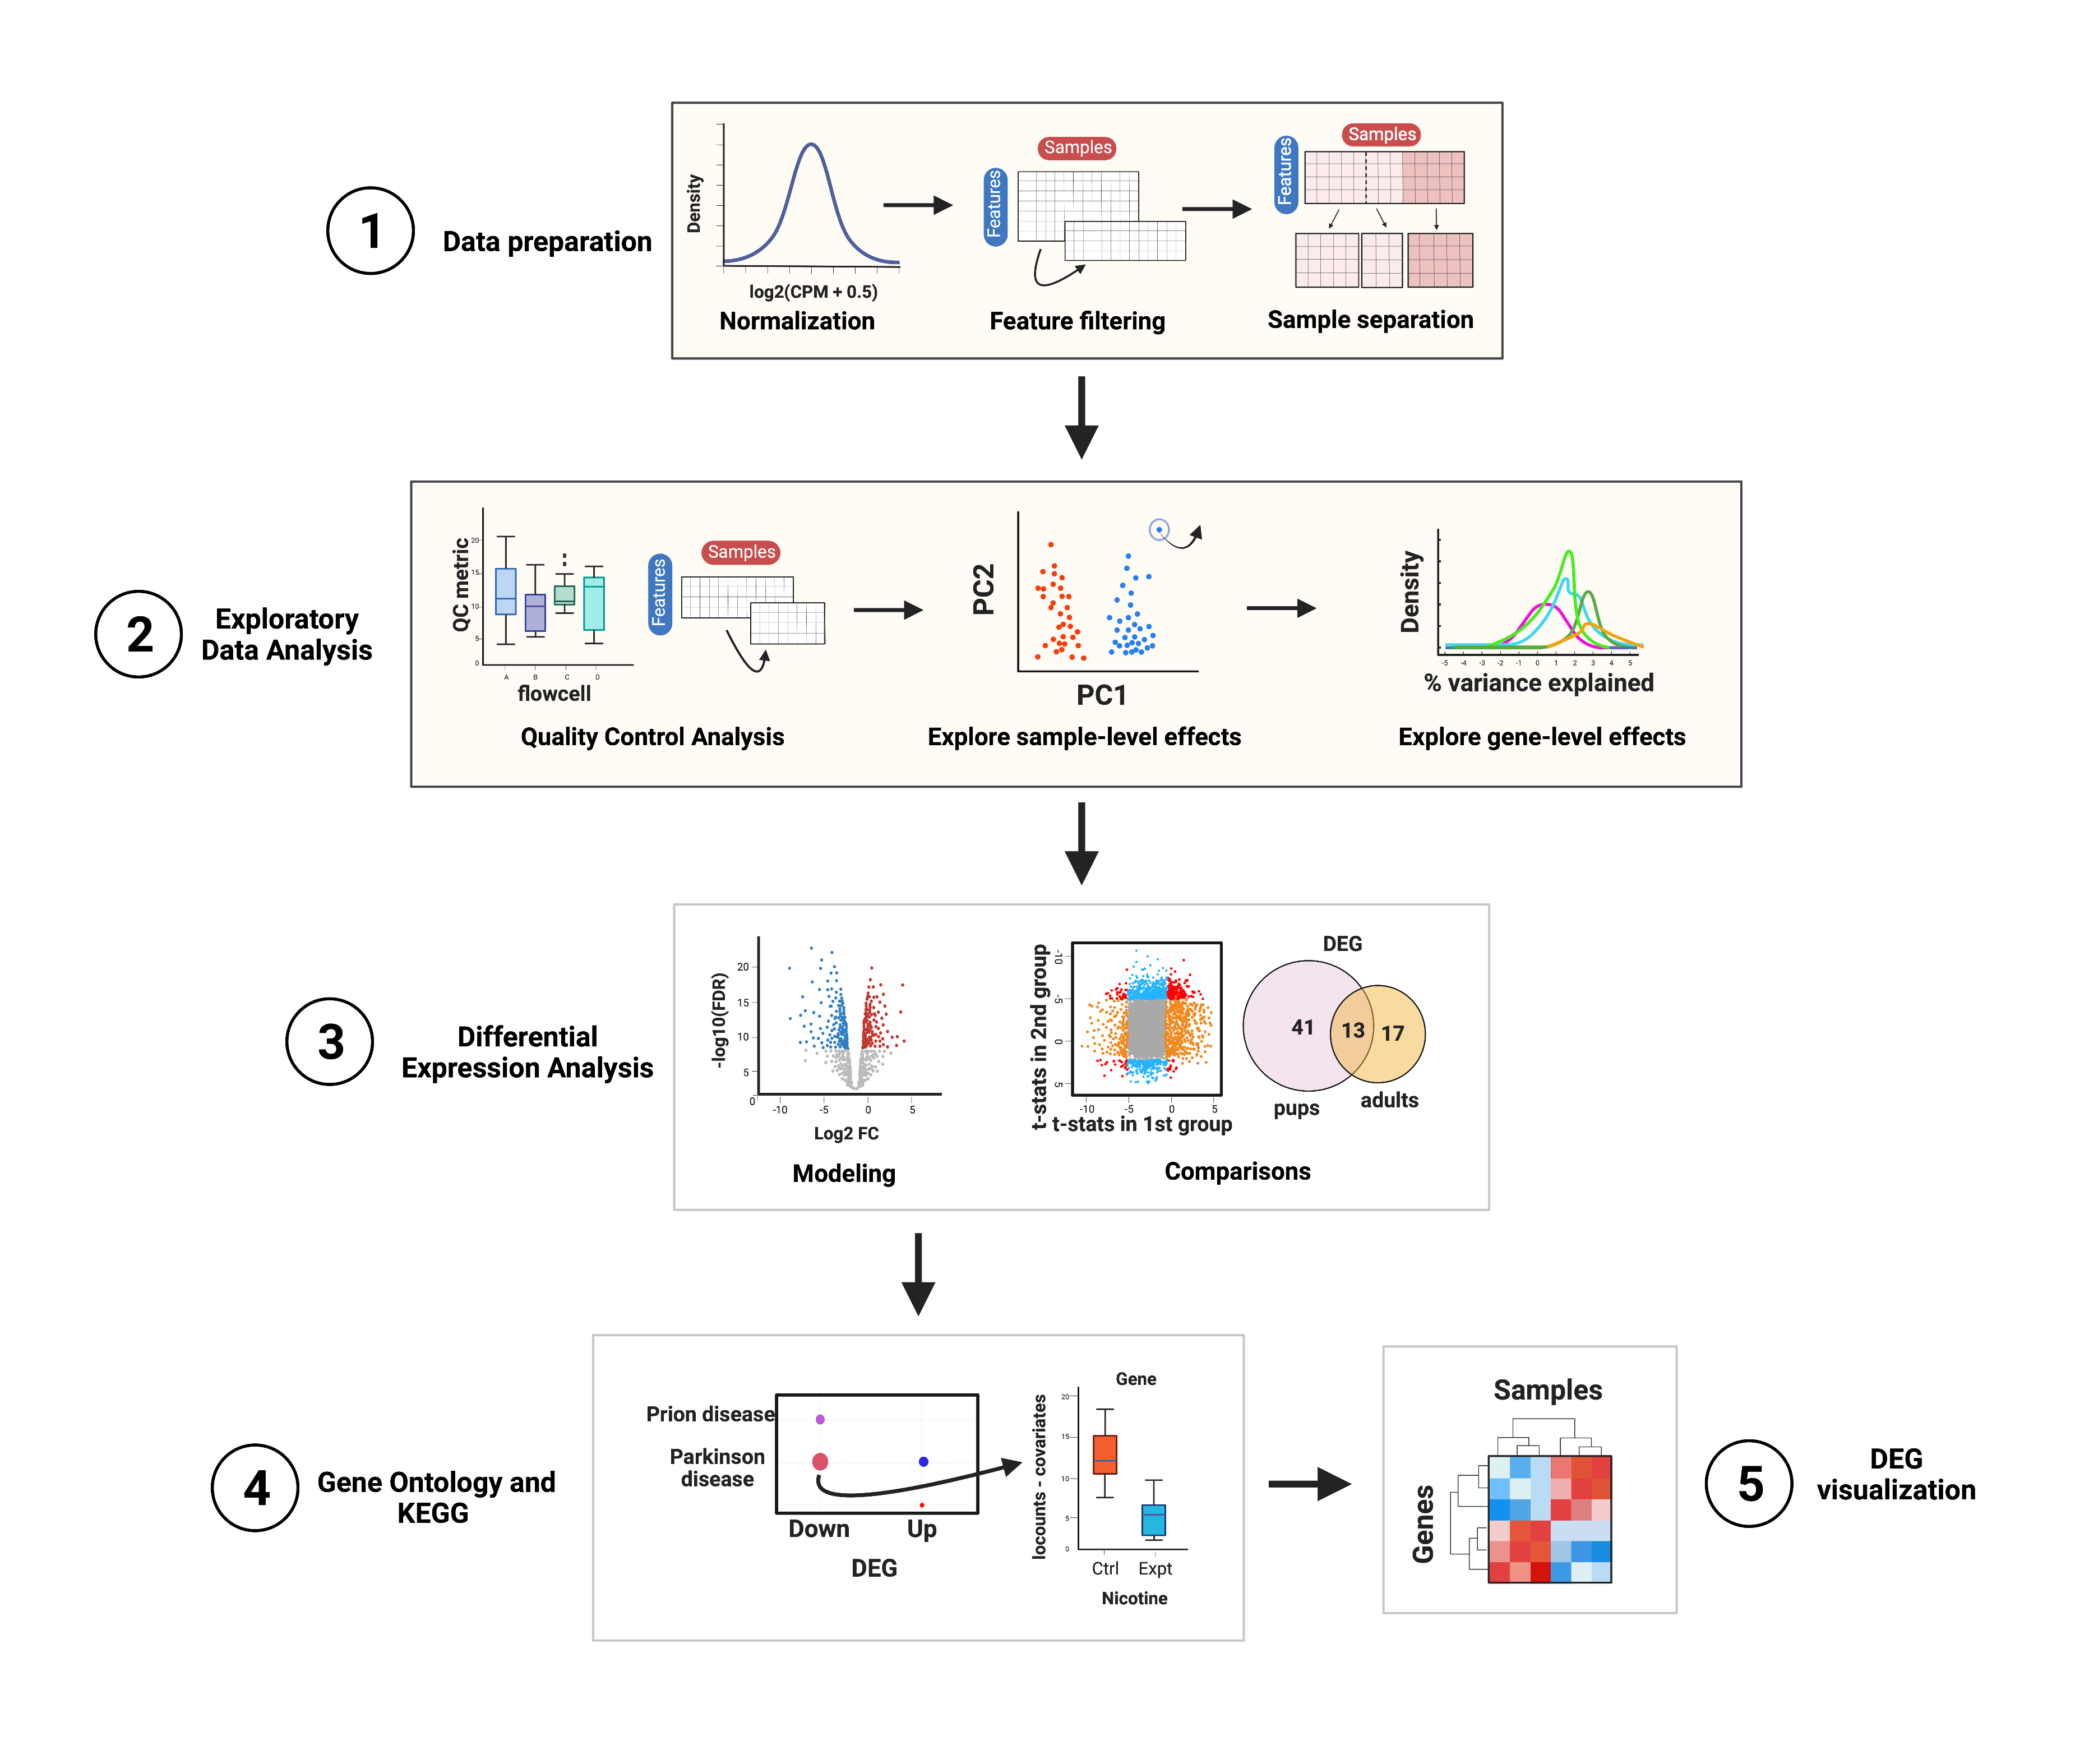 1
Data preparation
Density
log2(CPM + 0.5)
Normalization
Samples
Features
Feature filtering
Samples
Features
Sample separation
2
Exploratory
Data Analysis
QC metric
20
15
10
5
0
A B C D
flowcell
Samples
Features
Quality Control Analysis
PC2
PC1
Explore sample-level effects
Density
-5 -4 -3 -2 -1 0 1 2 3 4 5
% variance explained
Explore gene-level effects
3
Differential
Expression Analysis
-log10(FDR)
20
15
10
5
0
-10 -5 0 5
Log2 FC
Modeling
t-stats in 2nd group
-10
-5
0
5
-10 -5 0 5
t-stats in 1st group
DEG
41 13 17
pups
adults
Comparisons
4
Gene Ontology and
KEGG
Prion disease
Parkinson
disease
Down Up
DEG
Gene
locounts - covariates
20
15
10
5
0
Ctrl Expt
Nicotine
Samples
Genes
5
DEG
visualization